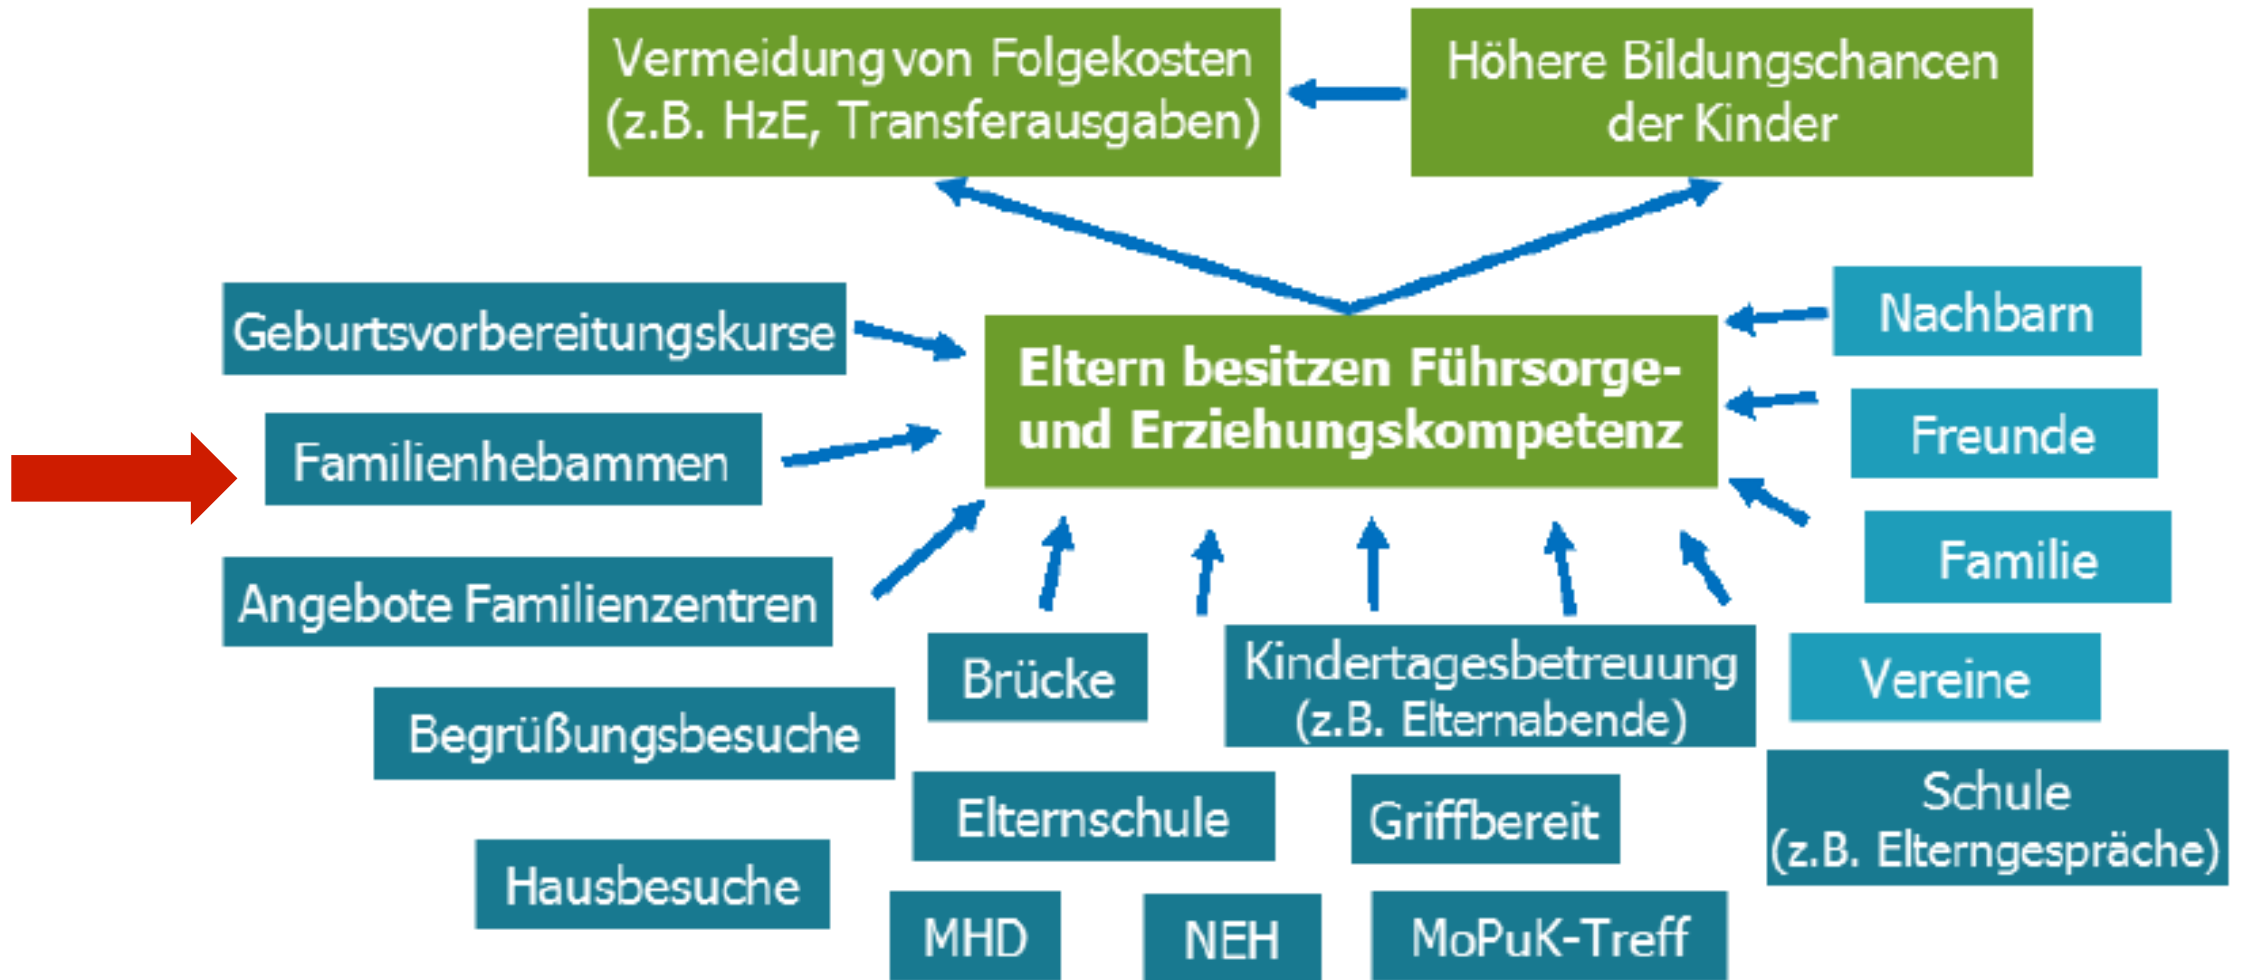 Vermeidung von Folgekosten
(z.B. HzE, Transferausgaben)
Höhere Bildungschancen
der Kinder
Geburtsvorbereitungskurse
Eltern besitzen Führsorge-
und Erziehungskompetenz
Nachbarn
Freunde
Familienhebammen
Familie
Angebote Familienzentren
Brücke
Kindertagesbetreuung
(z.B. Elternabende)
Vereine
Begrüßungsbesuche
Elternschule
Griffbereit
Schule
(z.B. Elterngespräche)
Hausbesuche
MHD
NEH
MoPuK-Treff